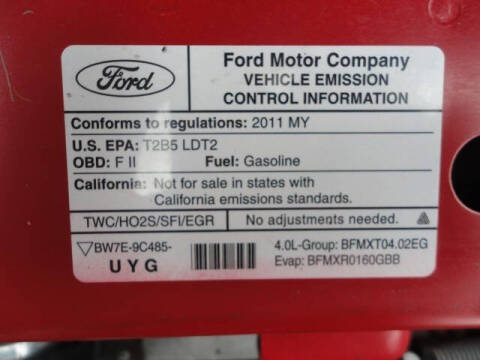 Ford
Ford Motor Company
VEHICLE EMISSION
CONTROL INFORMATION
Conforms to regulations: 2011 MY
U.S. EPA: T2B5 LDT2
OBD: F II Fuel: Gasoline
California: Not for sale in states with
California emissions standards.
TWC/HO2S/SFI/EGR No adjustments needed.
BW7E-9C485-
UYG
4.0L-Group: BFMXT04.02EG
Evap: BFMXR0160GBB